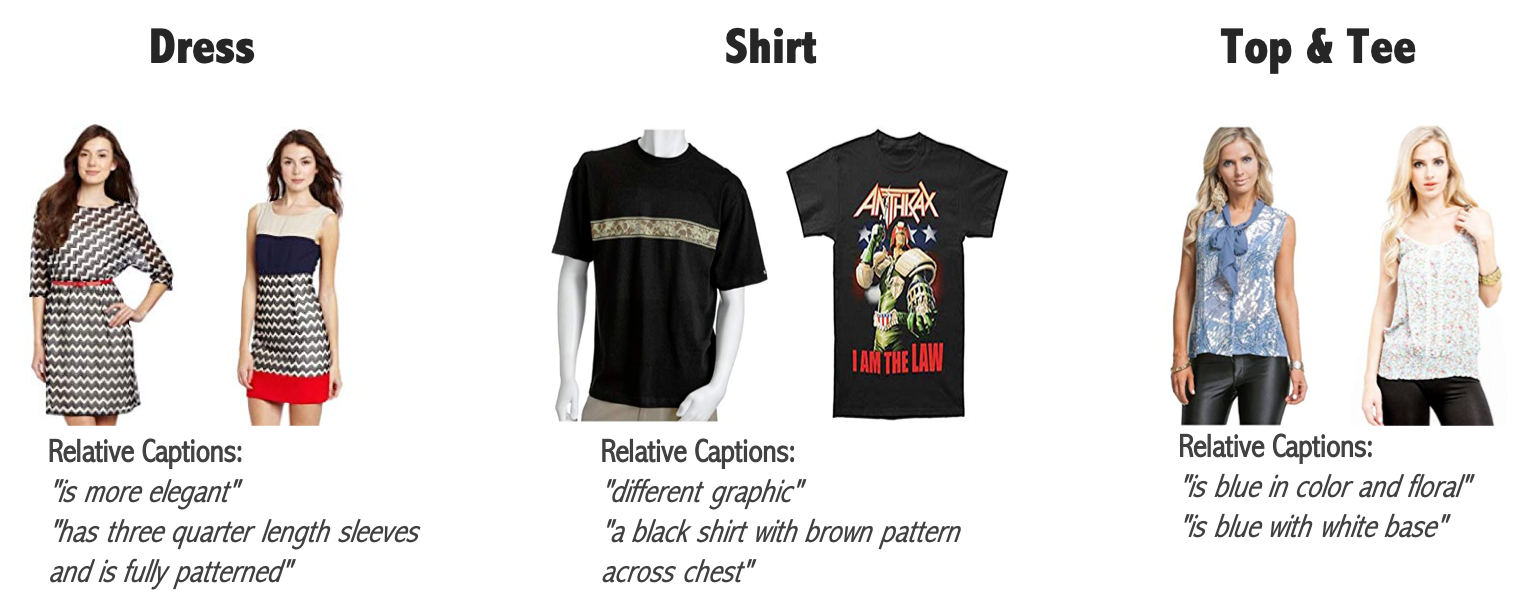 Dress
Shirt
Top & Tee
ANTHRAX
I AM THE LAW
Relative Captions:
"is more elegant"
"has three quarter length sleeves
and is fully patterned"
Relative Captions:
"different graphic"
"a black shirt with brown pattern
across chest"
Relative Captions:
"is blue in color and floral"
"is blue with white base"